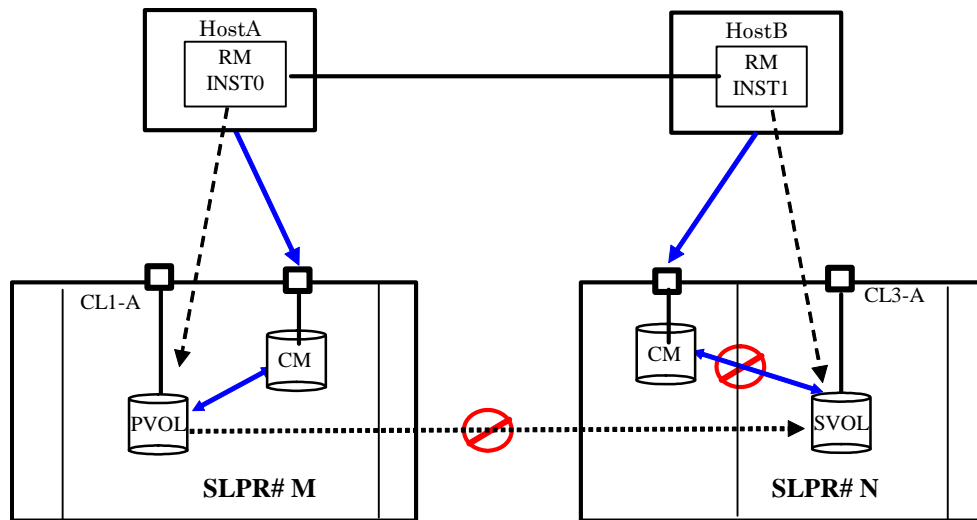 HostA
RM
INST0
HostB
RM
INST1
CL1-A
CM
PVOL
SLPR# M
CL3-A
CM
SVOL
SLPR# N